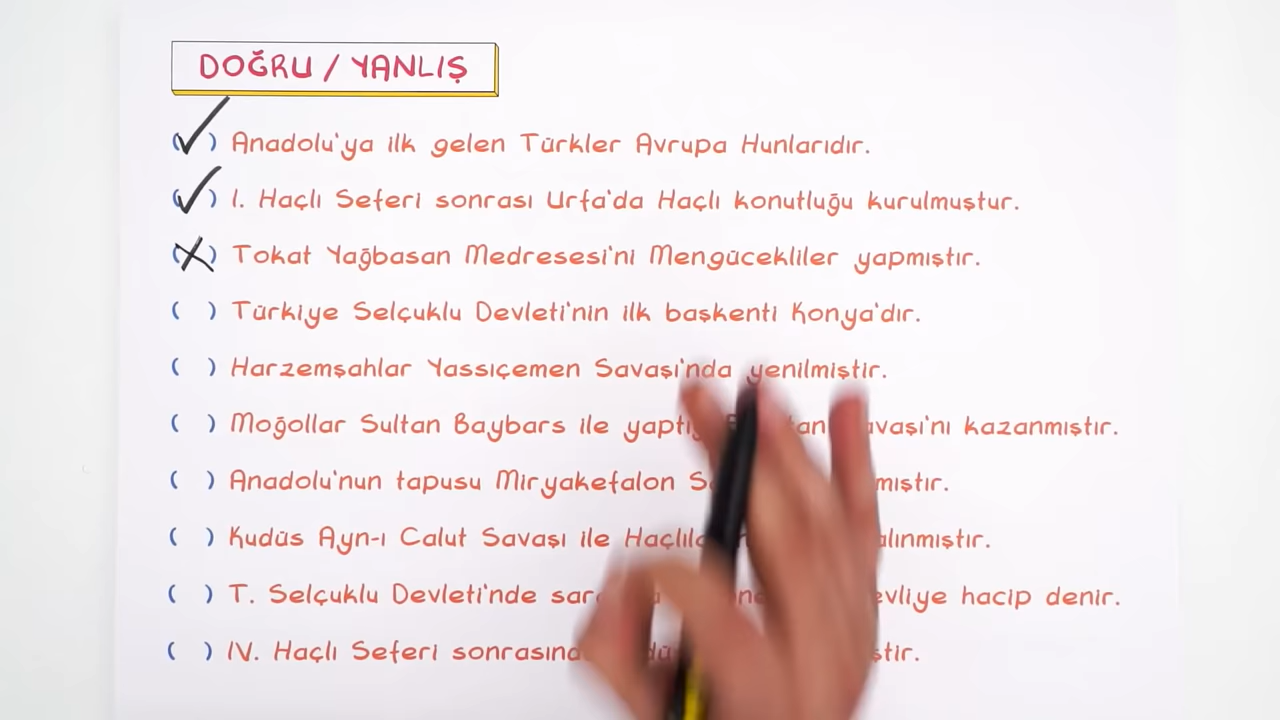 DOĞRU / YANLIŞ
( ) Anadolu'ya ilk gelen Türkler Avrupa Hunlarıdır.
( ) I. Haçlı Seferi sonrası Urfa'da Haçlı konutluğu kurulmuştur.
( ) Tokat Yağbasan Medresesi'ni Mengücekliler yapmıştır.
( ) Türkiye Selçuklu Devleti'nin ilk başkenti Konya'dır.
( ) Harzemşahlar Yassıçemen Savaşı'nda yenilmiştir.
( ) Moğollar Sultan Baybars ile kazanmıştır.
( ) Anadolu'nun tapusu Miryakefalon
( ) Kudüs Ayn-ı Calut Savaşı ile
( ) T. Selçuklu Devleti'nde hacip denir.
( ) IV. Haçlı Seferi